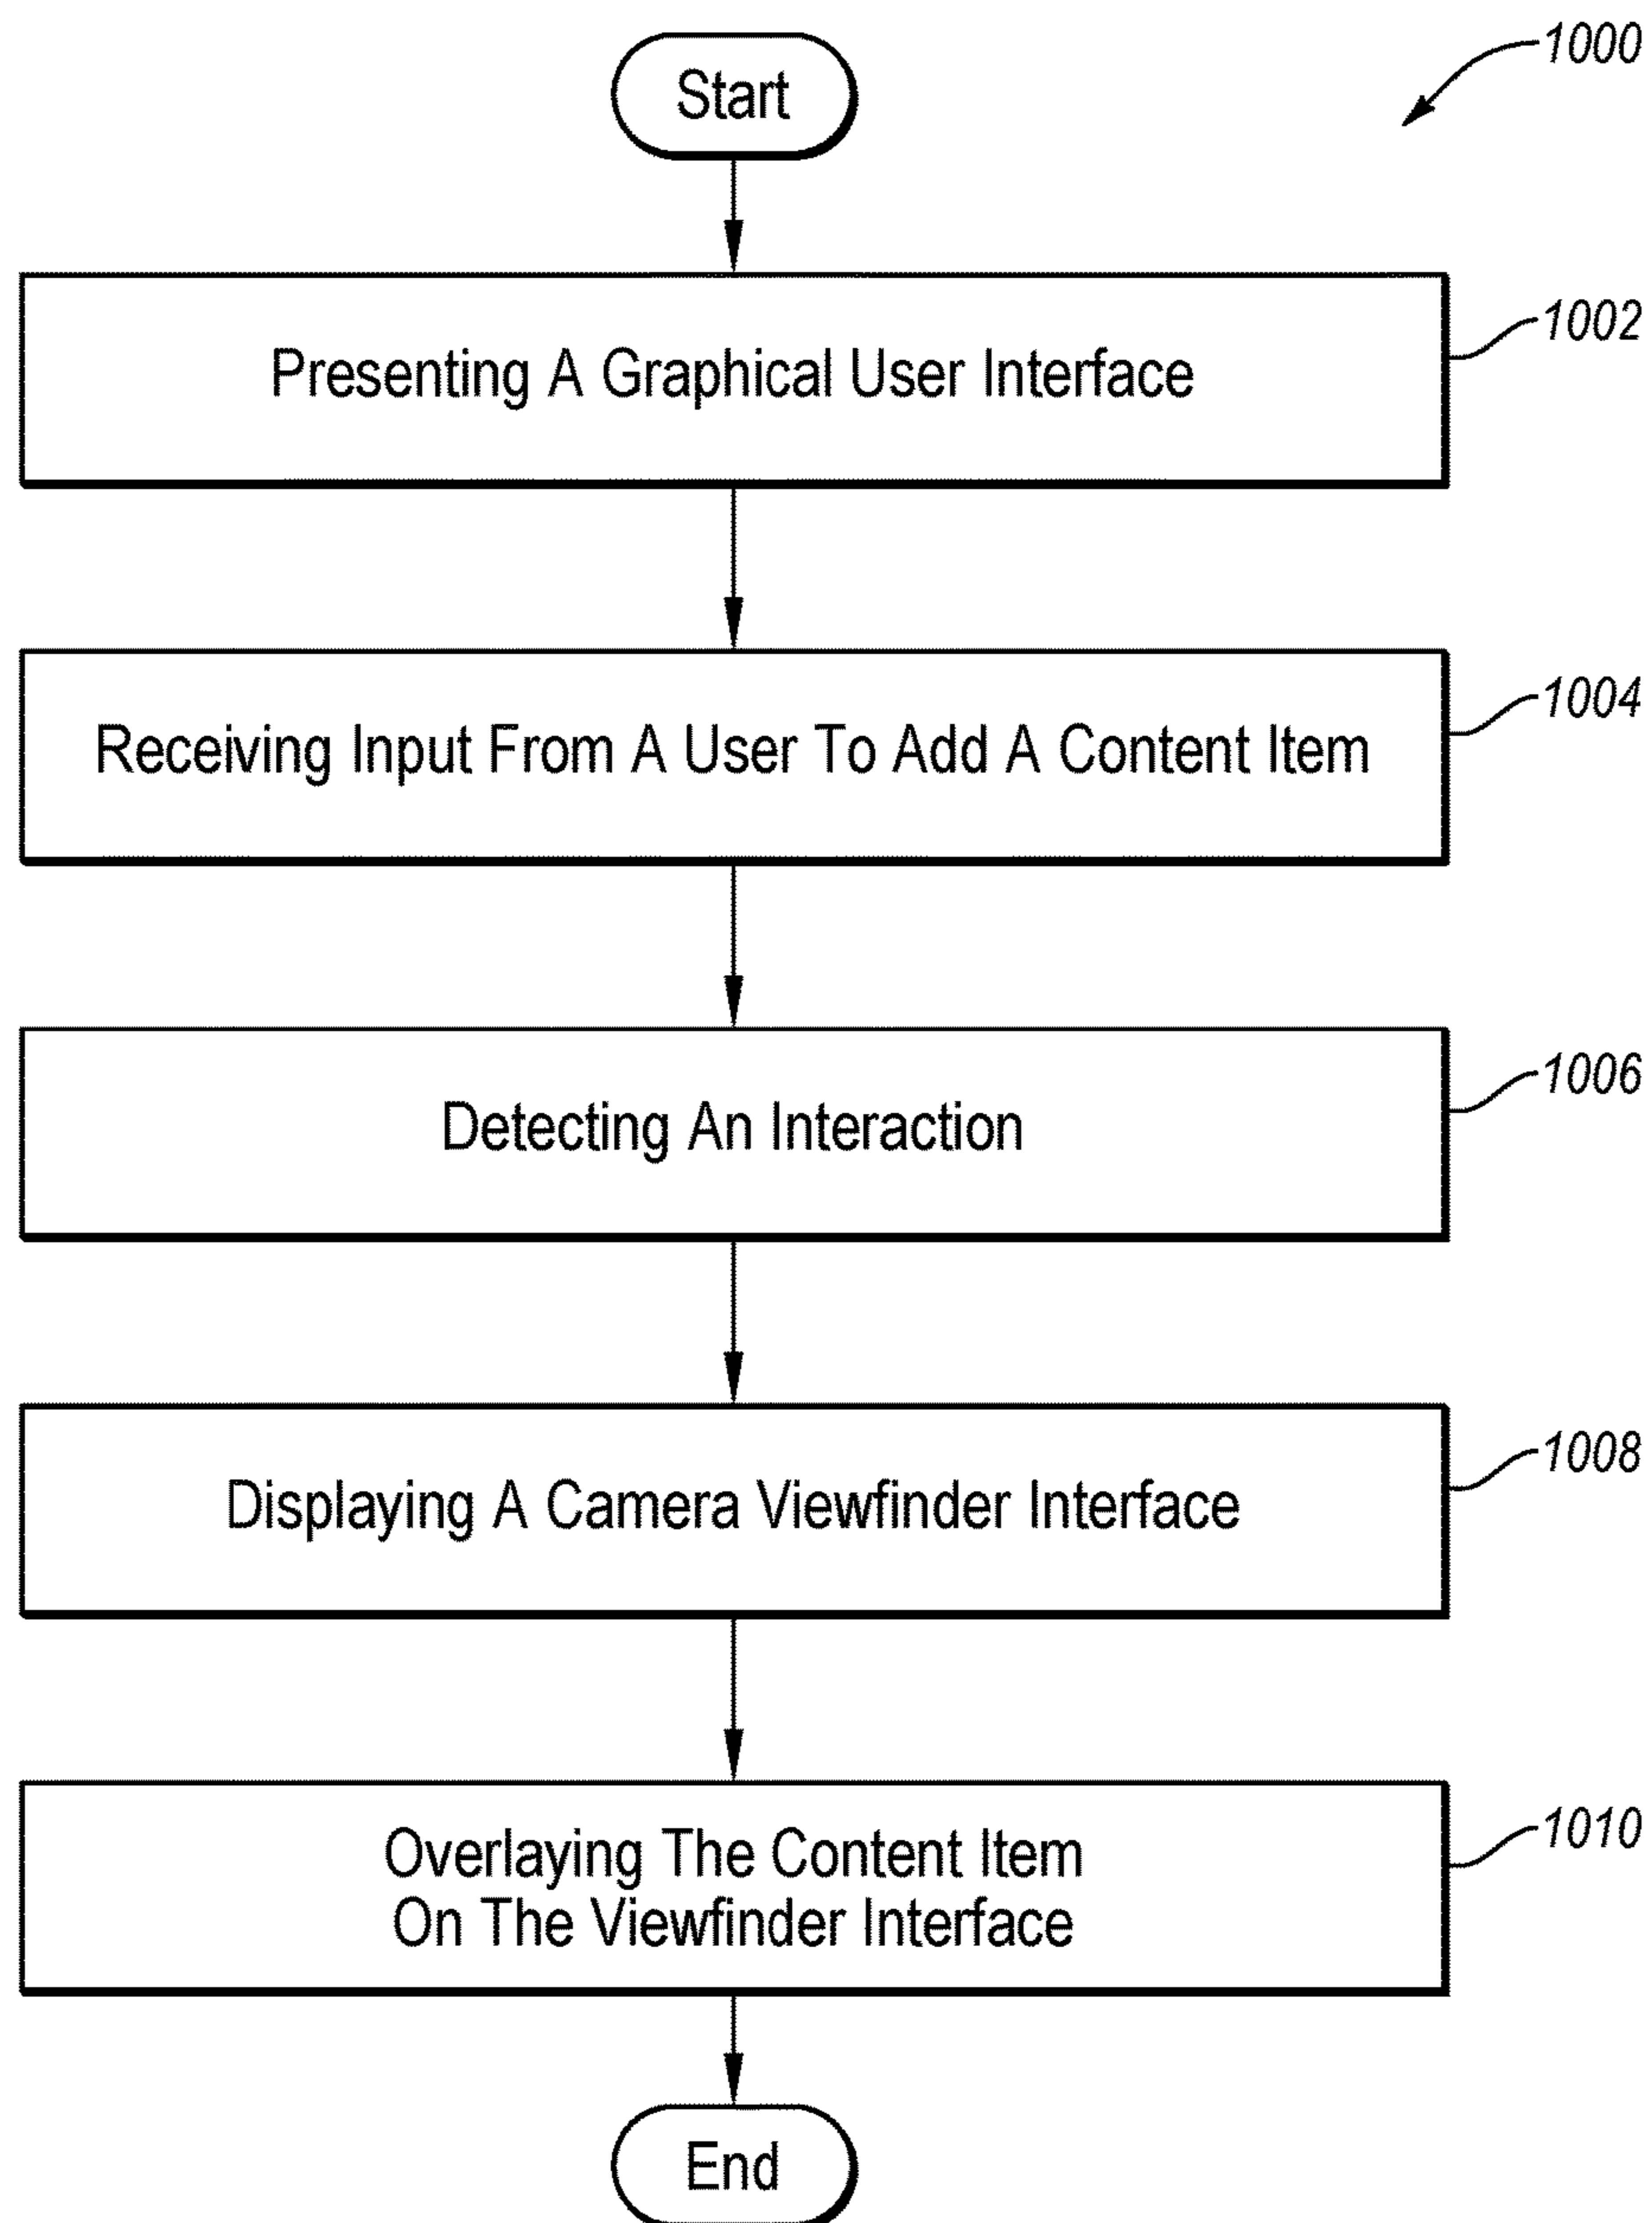 1000
Start
1002
Presenting A Graphical User Interface
1004
Receiving Input From A User To Add A Content Item
1006
Detecting An Interaction
1008
Displaying A Camera Viewfinder Interface
1010
Overlaying The Content Item
On The Viewfinder Interface
End